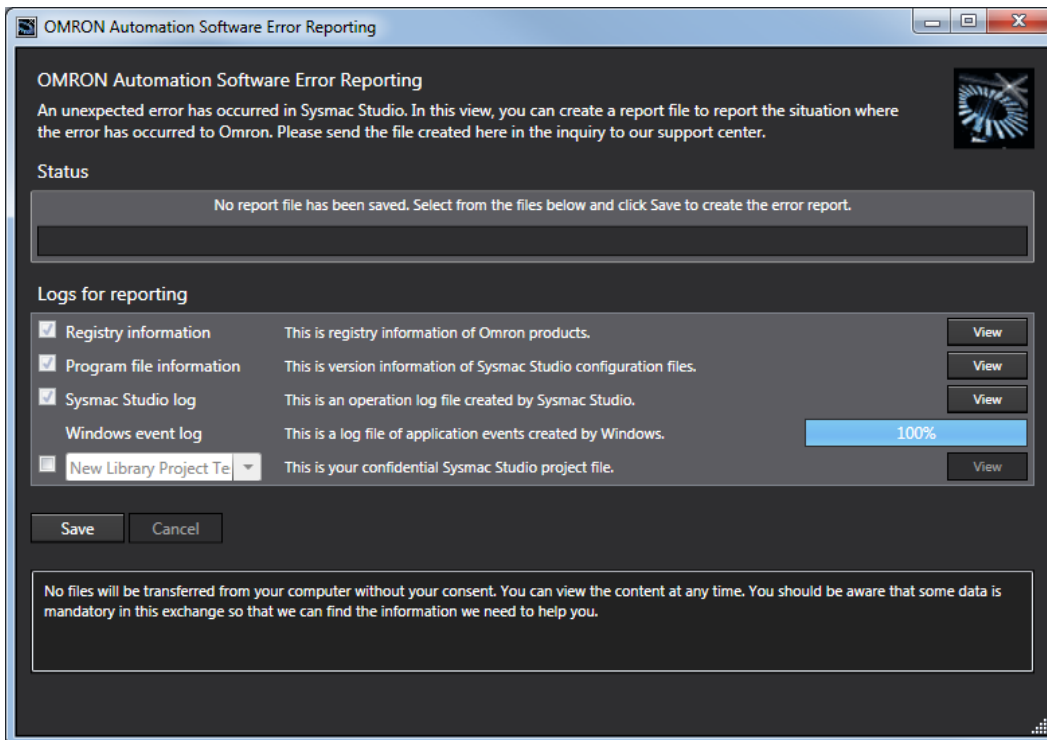 OMRON Automation Software Error Reporting
OMRON Automation Software Error Reporting
An unexpected error has occurred in Sysmac Studio. In this view, you can create a report file to report the situation where
the error has occurred to Omron. Please send the file created here in the inquiry to our support center.
Status
No report file has been saved. Select from the files below and click Save to create the error report.
Logs for reporting
Registry information This is registry information of Omron products. View
Program file information This is version information of Sysmac Studio configuration files. View
Sysmac Studio log This is an operation log file created by Sysmac Studio. View
Windows event log This is a log file of application events created by Windows. 100%
New Library Project Te This is your confidential Sysmac Studio project file. View
Save Cancel
No files will be transferred from your computer without your consent. You can view the content at any time. You should be aware that some data is
mandatory in this exchange so that we can find the information we need to help you.